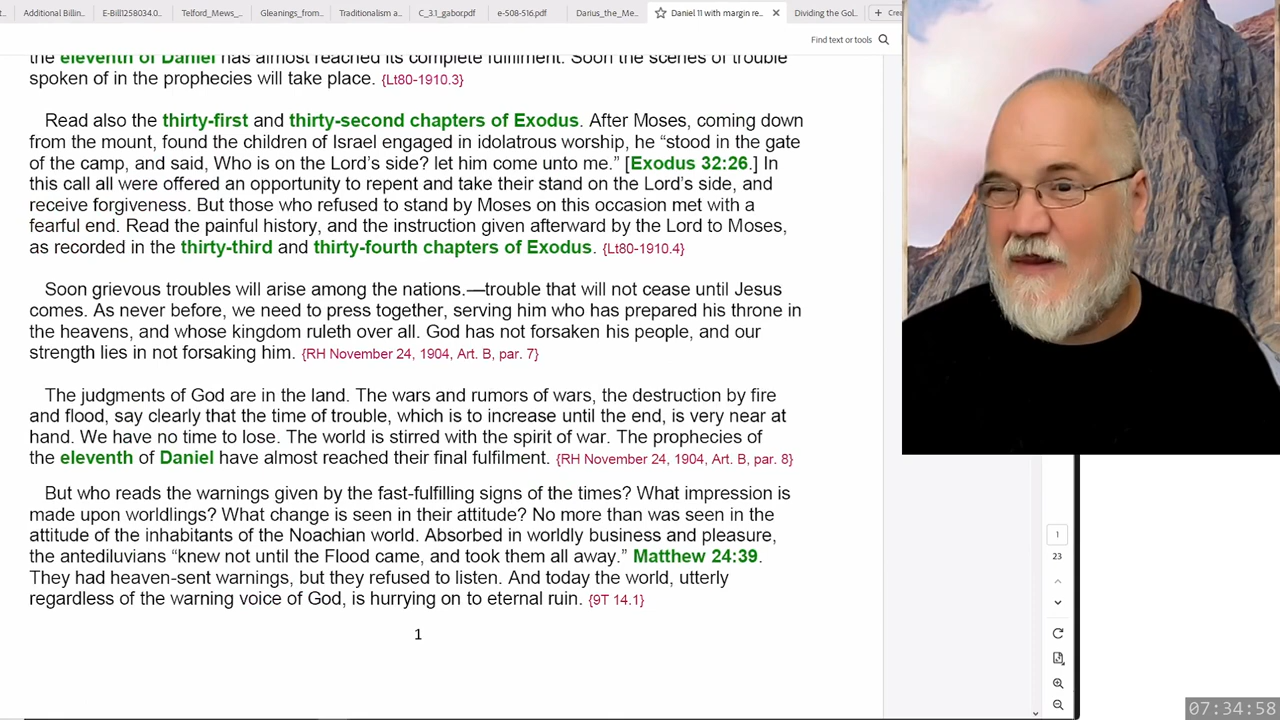 Additional Billin...
E-Bill1258034.0...
Telford_Mews_...
Gleanings_from...
Traditionalism a...
C_3.1_gabor.pdf
e-508-516.pdf
Darius_the_Me...
Daniel 11 with margin re...
Dividing the Gol...
Find text or tools
the eleventh of Daniel has almost reached its complete fulfilment. Soon the scenes of trouble
spoken of in the prophecies will take place. {Lt80-1910.3}
Read also the thirty-first and thirty-second chapters of Exodus. After Moses, coming down
from the mount, found the children of Israel engaged in idolatrous worship, he “stood in the gate
of the camp, and said, Who is on the Lord’s side? let him come unto me.” [Exodus 32:26.] In
this call all were offered an opportunity to repent and take their stand on the Lord’s side, and
receive forgiveness. But those who refused to stand by Moses on this occasion met with a
fearful end. Read the painful history, and the instruction given afterward by the Lord to Moses,
as recorded in the thirty-third and thirty-fourth chapters of Exodus. {Lt80-1910.4}
Soon grievous troubles will arise among the nations.—trouble that will not cease until Jesus
comes. As never before, we need to press together, serving him who has prepared his throne in
the heavens, and whose kingdom ruleth over all. God has not forsaken his people, and our
strength lies in not forsaking him. {RH November 24, 1904, Art. B, par. 7}
The judgments of God are in the land. The wars and rumors of wars, the destruction by fire
and flood, say clearly that the time of trouble, which is to increase until the end, is very near at
hand. We have no time to lose. The world is stirred with the spirit of war. The prophecies of
the eleventh of Daniel have almost reached their final fulfilment. {RH November 24, 1904, Art. B, par. 8}
But who reads the warnings given by the fast-fulfilling signs of the times? What impression is
made upon worldlings? What change is seen in their attitude? No more than was seen in the
attitude of the inhabitants of the Noachian world. Absorbed in worldly business and pleasure,
the antediluvians “knew not until the Flood came, and took them all away.” Matthew 24:39.
They had heaven-sent warnings, but they refused to listen. And today the world, utterly
regardless of the warning voice of God, is hurrying on to eternal ruin. {9T 14.1}
1
1
23
07:34:58